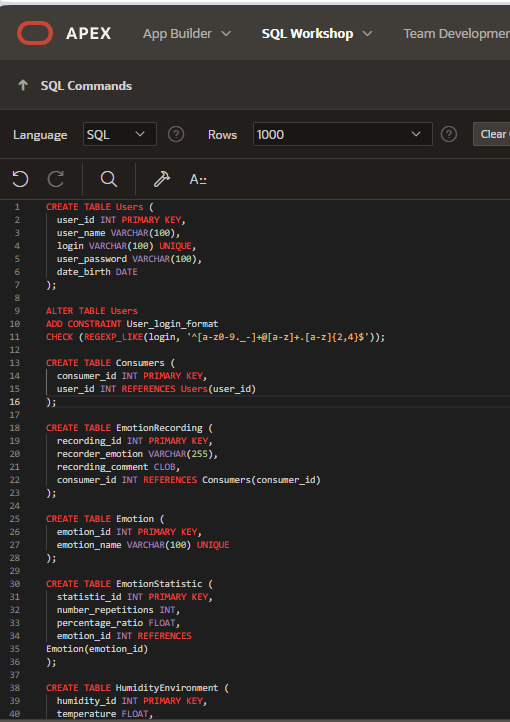 APEX App Builder SQL Workshop Team Developmer
SQL Commands
Language SQL Rows 1000 Clear
A::
1 CREATE TABLE Users (
2 user_id INT PRIMARY KEY,
3 user_name VARCHAR(100),
4 login VARCHAR(100) UNIQUE,
5 user_password VARCHAR(100),
6 date_birth DATE
7 );
8
9 ALTER TABLE Users
10 ADD CONSTRAINT User_login_format
11 CHECK (REGEXP_LIKE(login, '^[a-z0-9._-]+@[a-z]+.[a-z]{2,4}$'));
12
13 CREATE TABLE Consumers (
14 consumer_id INT PRIMARY KEY,
15 user_id INT REFERENCES Users(user_id)
16 );
17
18 CREATE TABLE EmotionRecording (
19 recording_id INT PRIMARY KEY,
20 recorder_emotion VARCHAR(255),
21 recording_comment CLOB,
22 consumer_id INT REFERENCES Consumers(consumer_id)
23 );
24
25 CREATE TABLE Emotion (
26 emotion_id INT PRIMARY KEY,
27 emotion_name VARCHAR(100) UNIQUE
28 );
29
30 CREATE TABLE EmotionStatistic (
31 statistic_id INT PRIMARY KEY,
32 number_repetitions INT,
33 percentage_ratio FLOAT,
34 emotion_id INT REFERENCES
35 Emotion(emotion_id)
36 );
37
38 CREATE TABLE HumidityEnvironment (
39 humidity_id INT PRIMARY KEY,
40 temperature FLOAT,